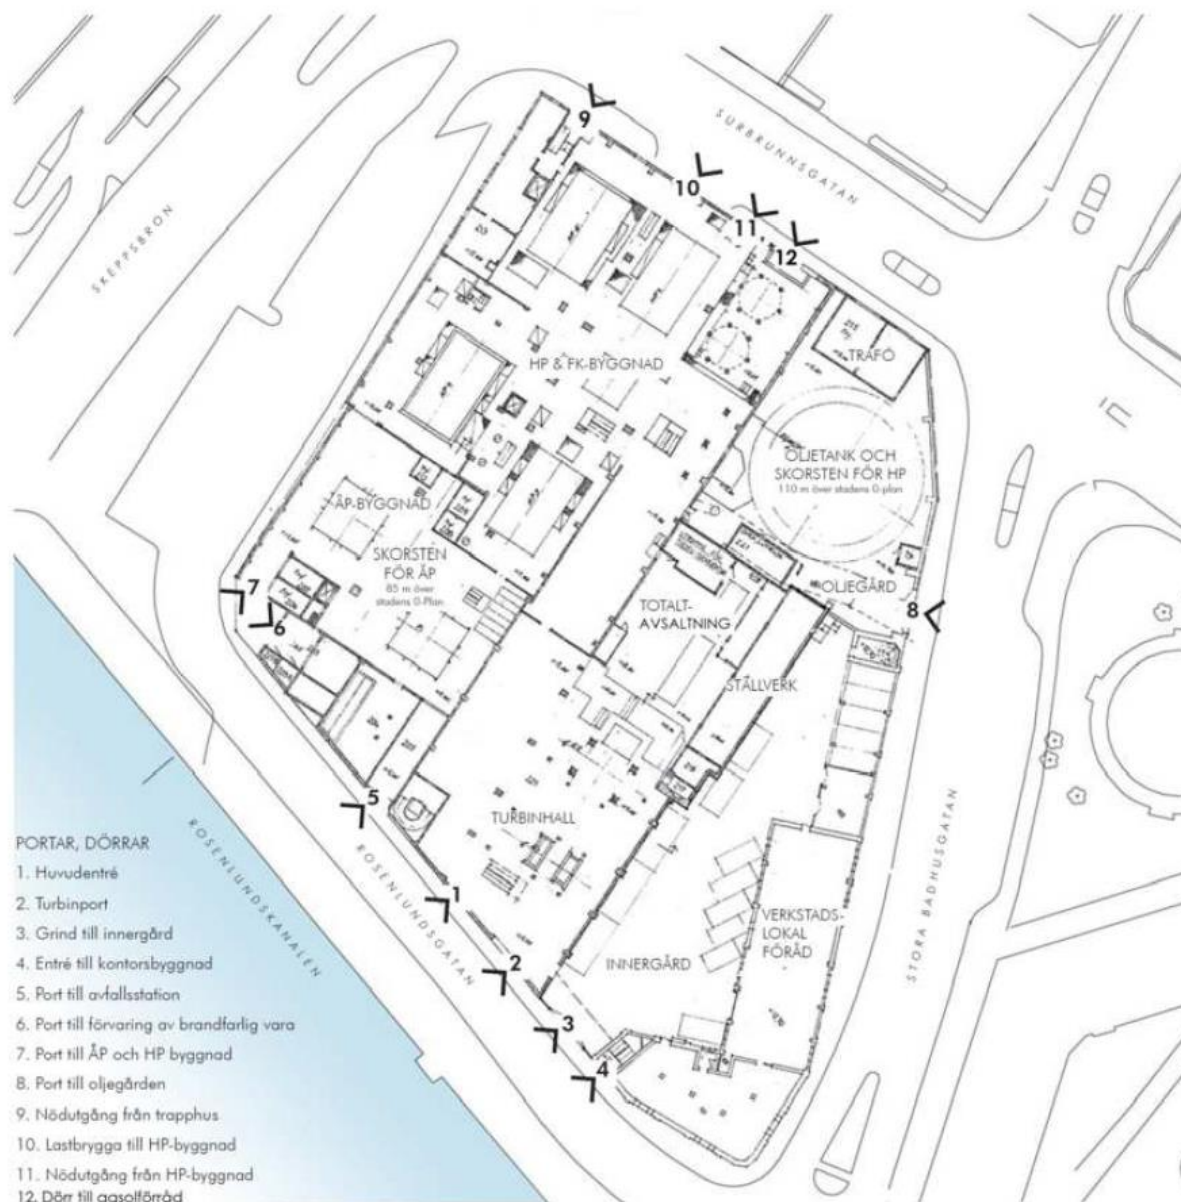 9
10
11
12
SURBRUNNSGATAN
SKEPPSBRON
TRAFO
HP & FK-BYGGNAD
OLJETANK OCH
SKORSTEN FÖR HP
110 m över stadens 0-plan
ÅP-BYGGNAD
SKORSTEN
FÖR ÅP
85 m över
stadens 0-Plan
OLJEGÅRD
8
7
6
TOTALT-
AVSALTNING
STÄLLVERK
5
TURBINHALL
1
2
3
4
INNERGÅRD
VERKSTADS-
LOKAL
FÖRÅD
STORA BADHUSGATAN
ROSENLUNDSGATAN
ROSENLUNDSKANALEN
PORTAR, DÖRRAR
1. Huvudentré
2. Turbinport
3. Grind till innergård
4. Entré till kontorsbyggnad
5. Port till avfallsstation
6. Port till förvaring av brandfarlig vara
7. Port till ÅP och HP byggnad
8. Port till oljegården
9. Nödutgång från trapphus
10. Lastbrygga till HP-byggnad
11. Nödutgång från HP-byggnad
12. Dörr till gasolförråd